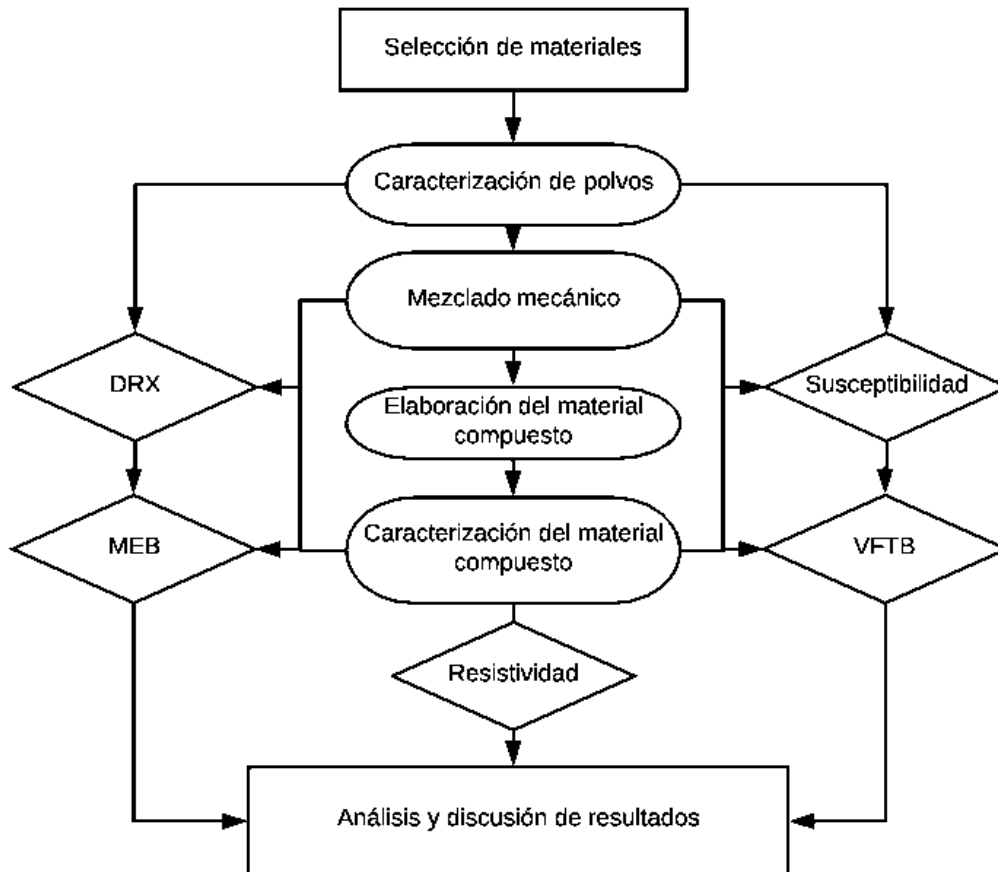 Selección de materiales
Caracterización de polvos
Mezclado mecánico
DRX
Susceptibilidad
Elaboración del material
compuesto
MEB
Caracterización del material
compuesto
VFTB
Resistividad
Análisis y discusión de resultados